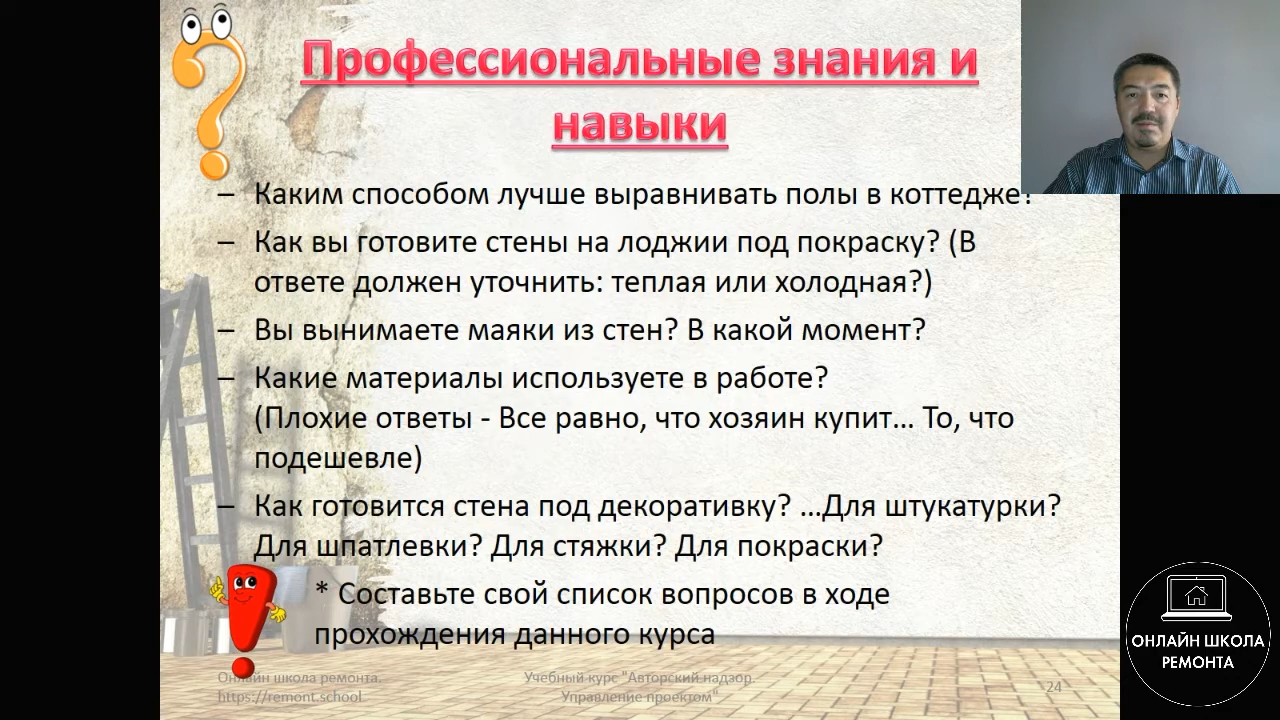 Профессиональные знания и
навыки
– Каким способом лучше выравнивать полы в коттедже?
– Как вы готовите стены на лоджии под покраску? (В
ответе должен уточнить: теплая или холодная?)
– Вы вынимаете маяки из стен? В какой момент?
– Какие материалы используете в работе?
(Плохие ответы - Все равно, что хозяин купит... То, что
подешевле)
– Как готовится стена под декоративку? ...Для штукатурки?
Для шпатлевки? Для стяжки? Для покраски?
* Составьте свой список вопросов в ходе
прохождения данного курса
Онлайн школа ремонта.
https://remont.school
Учебный курс "Авторский надзор.
Управление проектом"
24
ОНЛАЙН ШКОЛА
РЕМОНТА